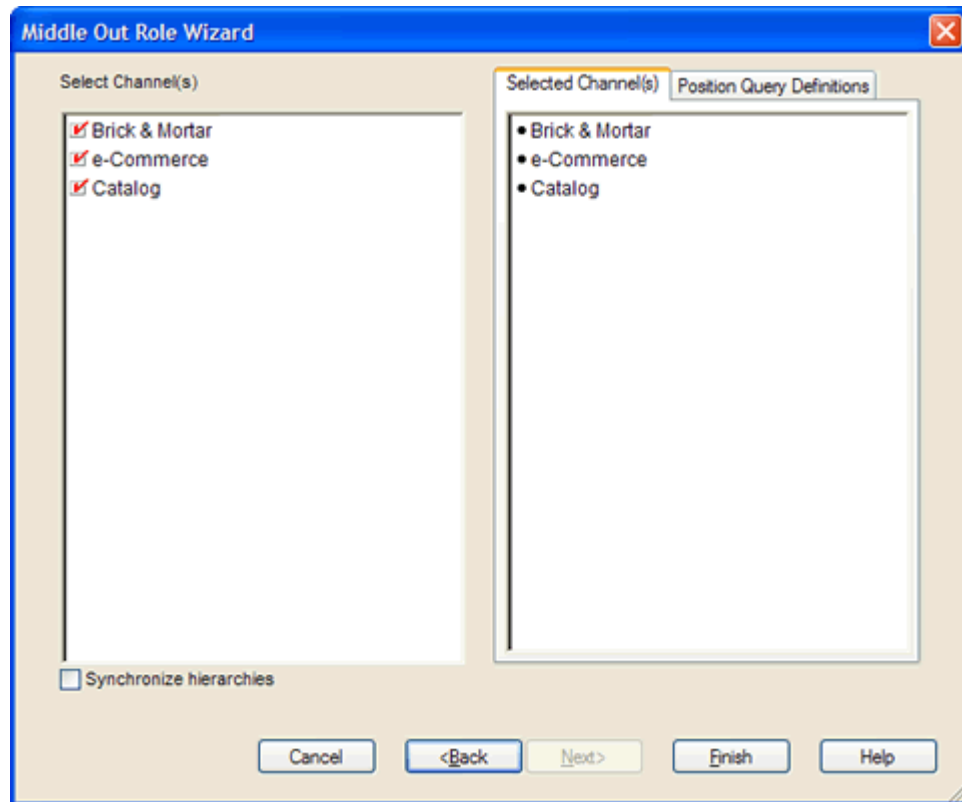 Middle Out Role Wizard
Select Channel(s)
Selected Channel(s)
Position Query Definitions
Brick & Mortar
e-Commerce
Catalog
• Brick & Mortar
• e-Commerce
• Catalog
Synchronize hierarchies
Cancel
<Back
Next>
Finish
Help